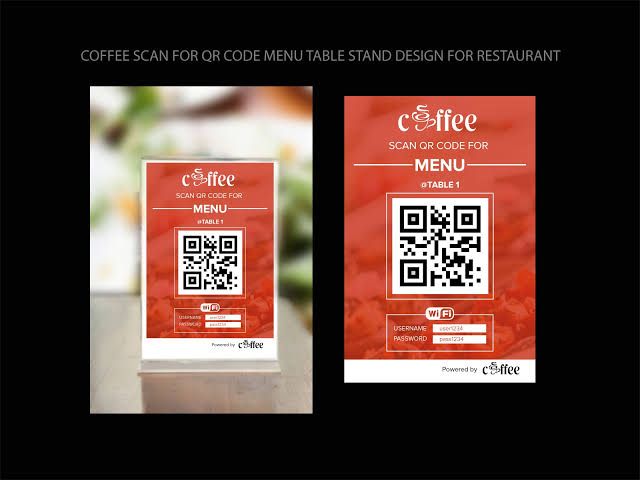 COFFEE SCAN FOR QR CODE MENU TABLE STAND DESIGN FOR RESTAURANT
coffee
SCAN QR CODE FOR
MENU
@TABLE 1
WiFi
USERNAME user1234
PASSWORD pass1234
Powered by coffee
coffee
SCAN QR CODE FOR
MENU
@TABLE 1
WiFi
USERNAME user1234
PASSWORD pass1234
Powered by coffee